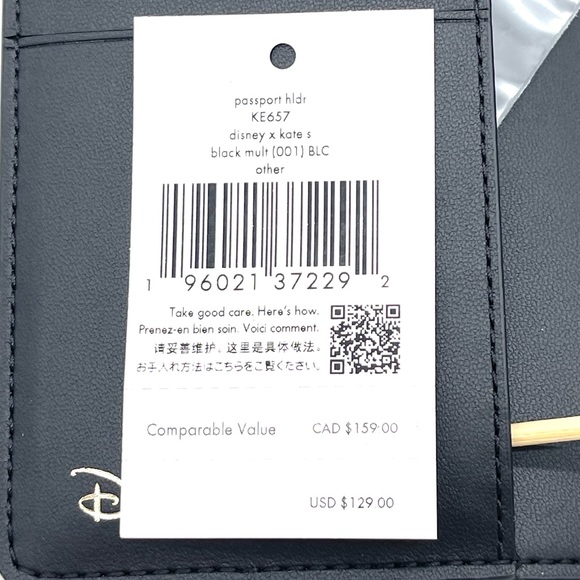 passport hldr
KE657
disney x kate s
black mult (001) BLC
other
1 96021 37229 2
Take good care. Here's how.
Prenez-en bien soin. Voici comment.
请妥善维护。这里是具体做法。
お手入れ方法はこちらをご覧ください。
Comparable Value CAD $159.00
USD $129.00
D